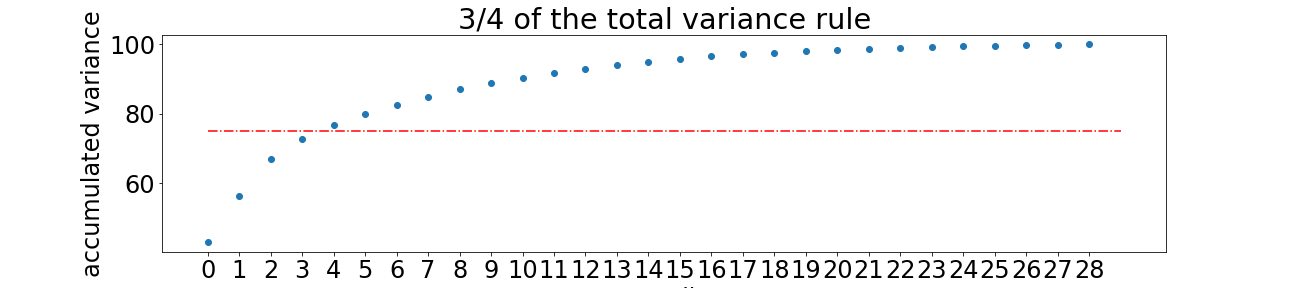 3/4 of the total variance rule
accumulated variance
100
80
60
0 1 2 3 4 5 6 7 8 9 10 11 12 13 14 15 16 17 18 19 20 21 22 23 24 25 26 27 28